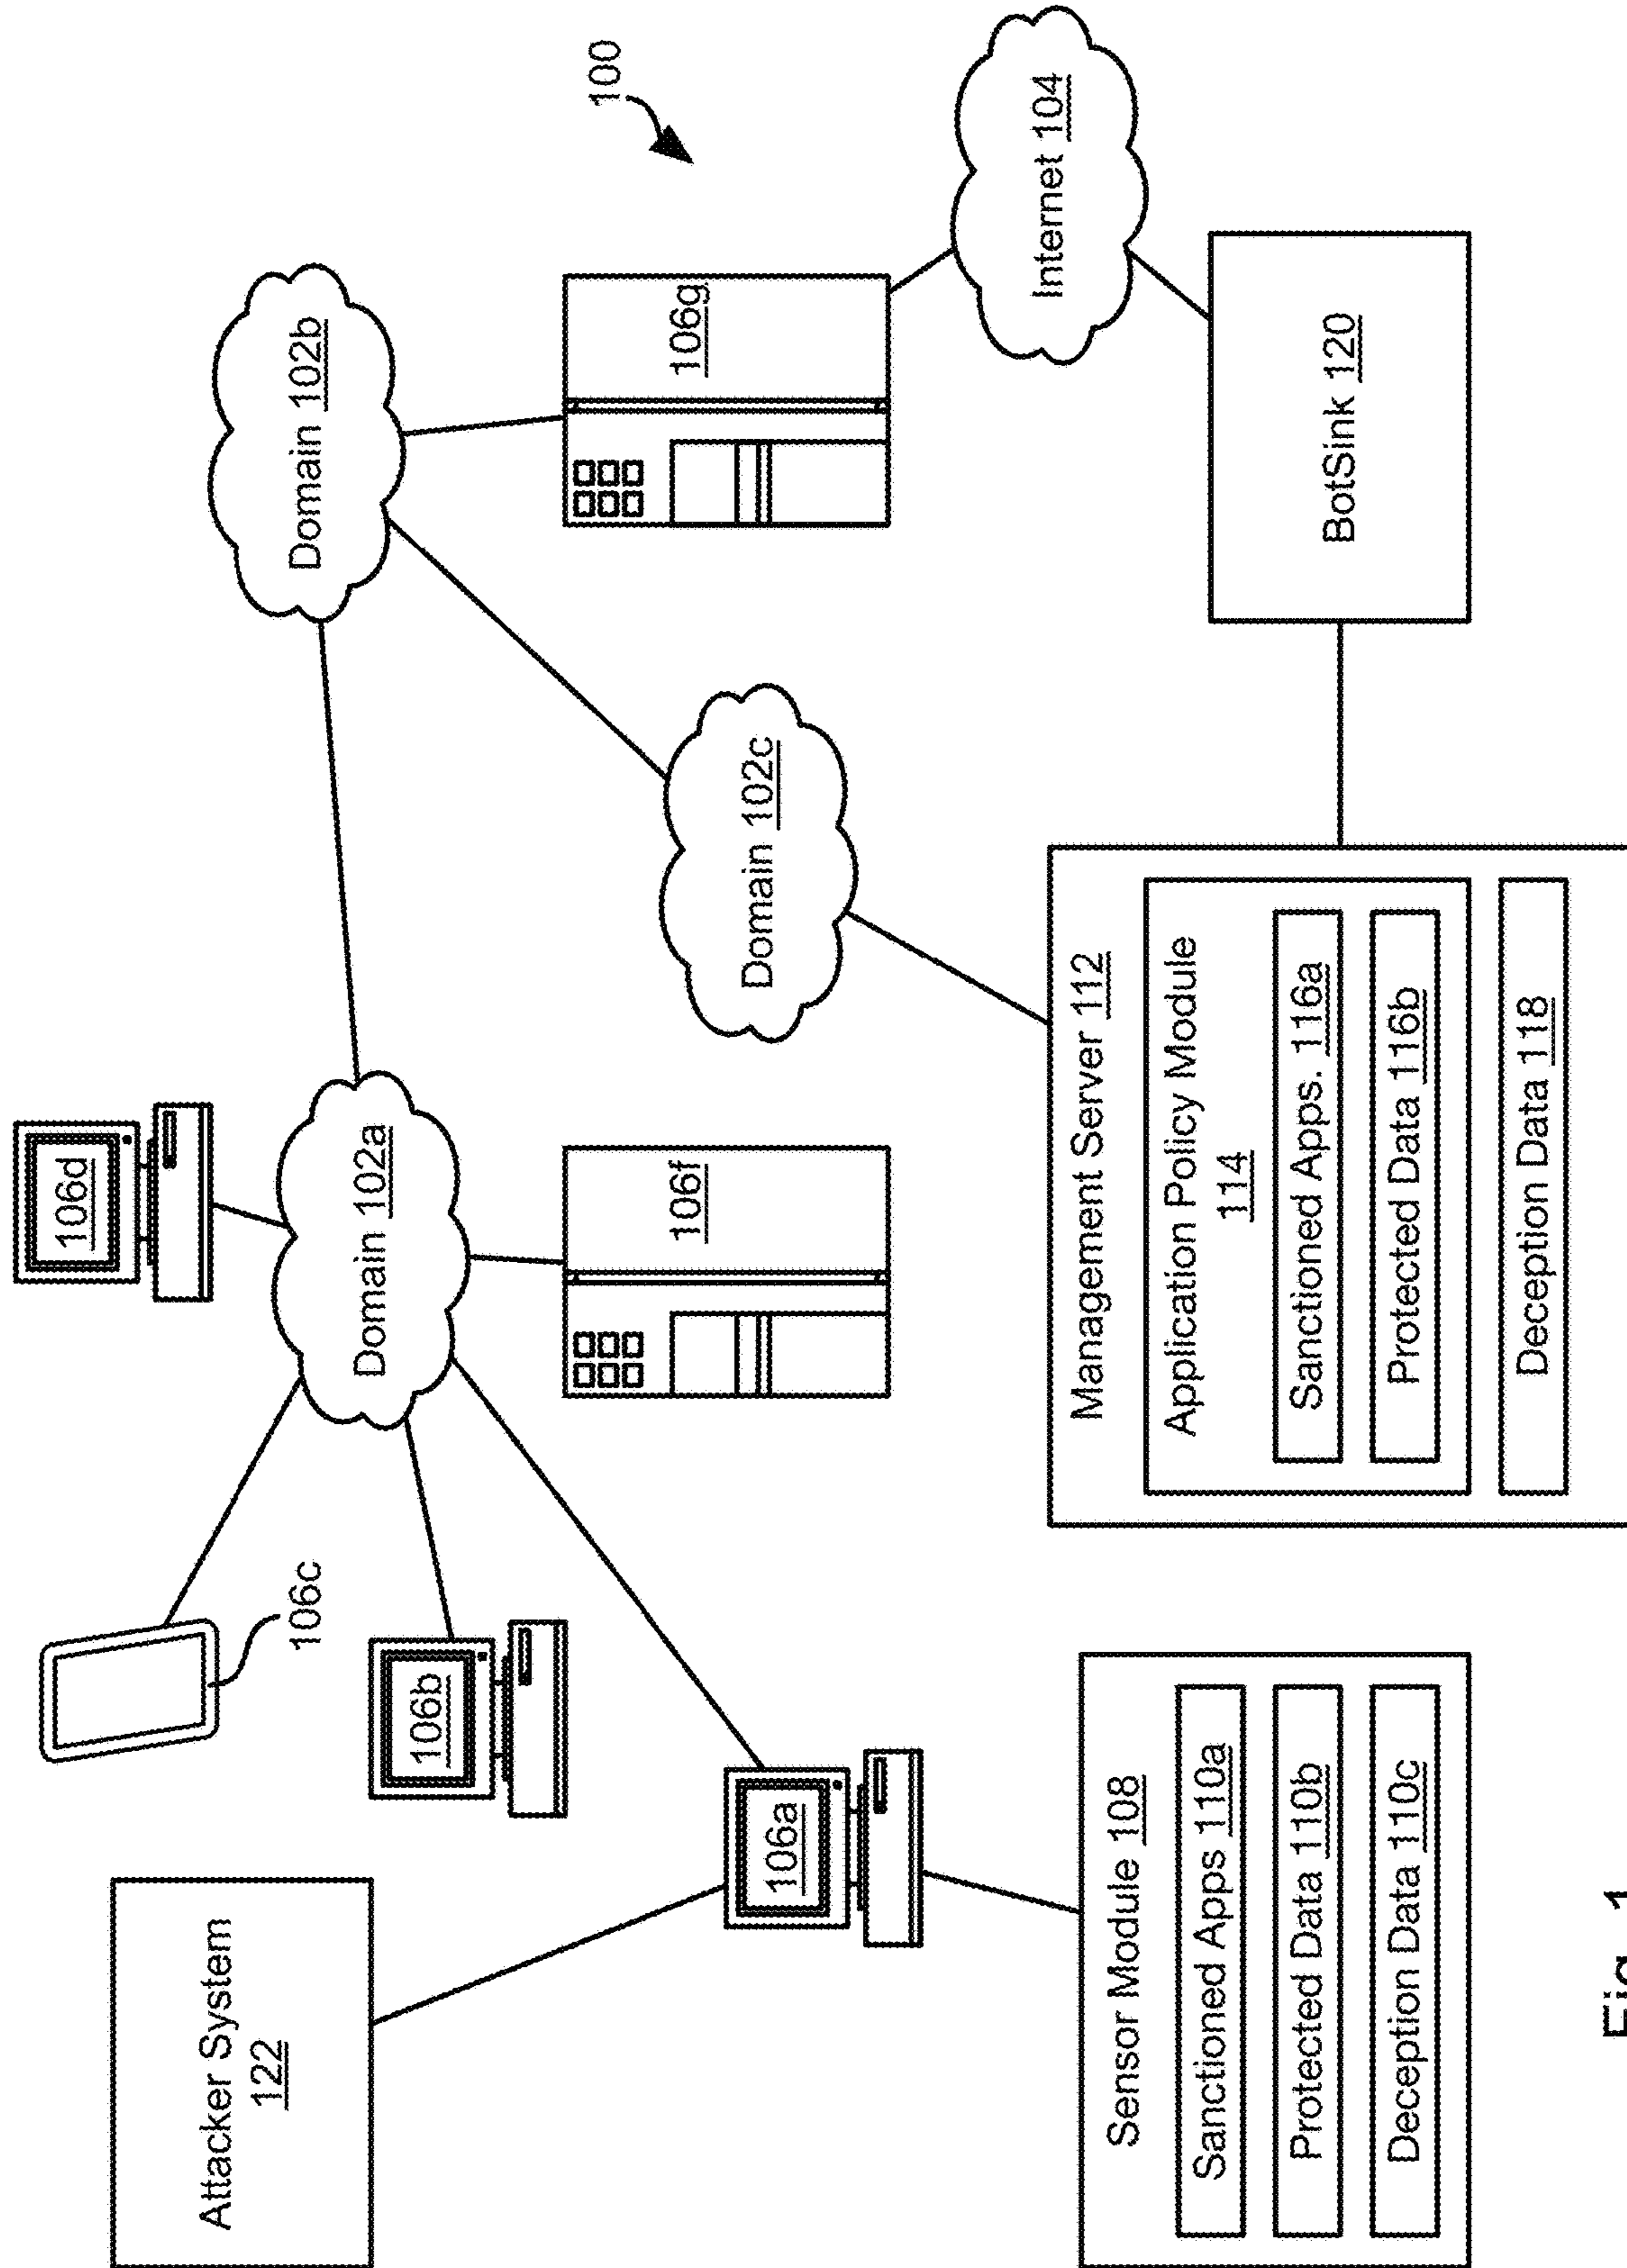 106d
Attacker System
122
106c
Domain 102b
Domain 102a
106b
100
106f
106g
Domain 102c
106a
Internet 104
Sensor Module 108
Sanctioned Apps 110a
Protected Data 110b
Deception Data 110c
Management Server 112
Application Policy Module
114
Sanctioned Apps. 116a
Protected Data 116b
Deception Data 118
BotSink 120
Fig. 1